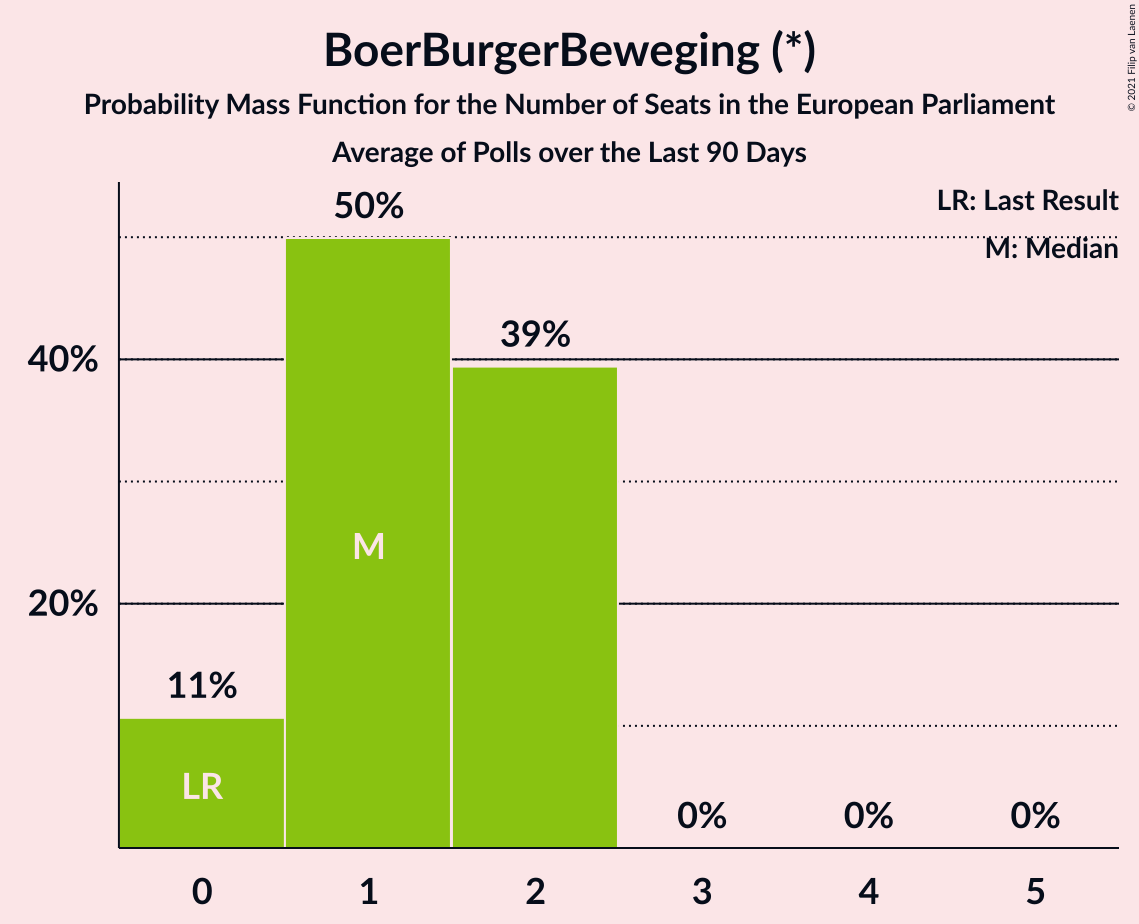 BoerBurgerBeweging (*)
Probability Mass Function for the Number of Seats in the European Parliament
Average of Polls over the Last 90 Days
© 2021 Filip van Laenen
LR: Last Result
M: Median
50%
39%
40%
M
20%
11%
LR
0%
0%
0%
0
1
2
3
4
5